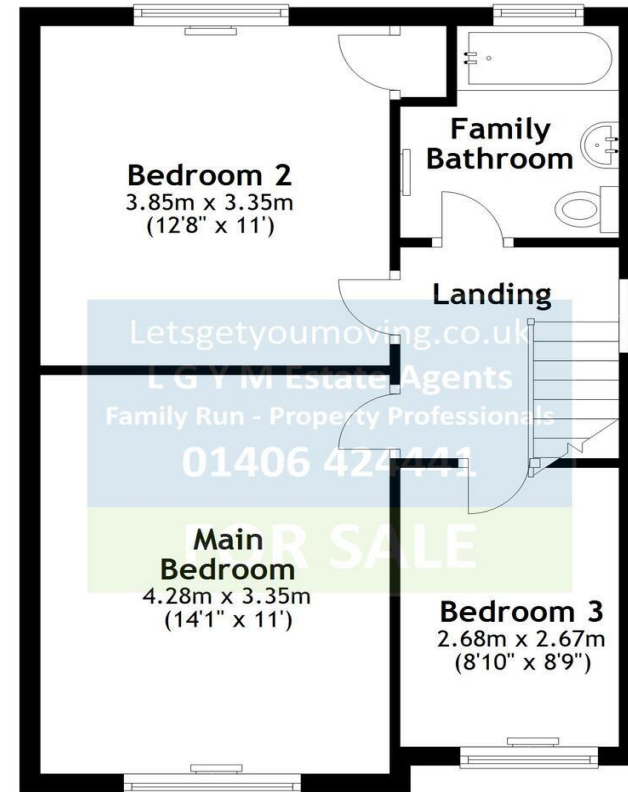 Bedroom 2
3.85m x 3.35m
(12'8" x 11')
Family
Bathroom
Landing
Letsgetyoumoving.co.uk
L G Y M Estate Agents
Family Run - Property Professionals
01406 424441
FOR SALE
Main
Bedroom
4.28m x 3.35m
(14'1" x 11')
Bedroom 3
2.68m x 2.67m
(8'10" x 8'9")